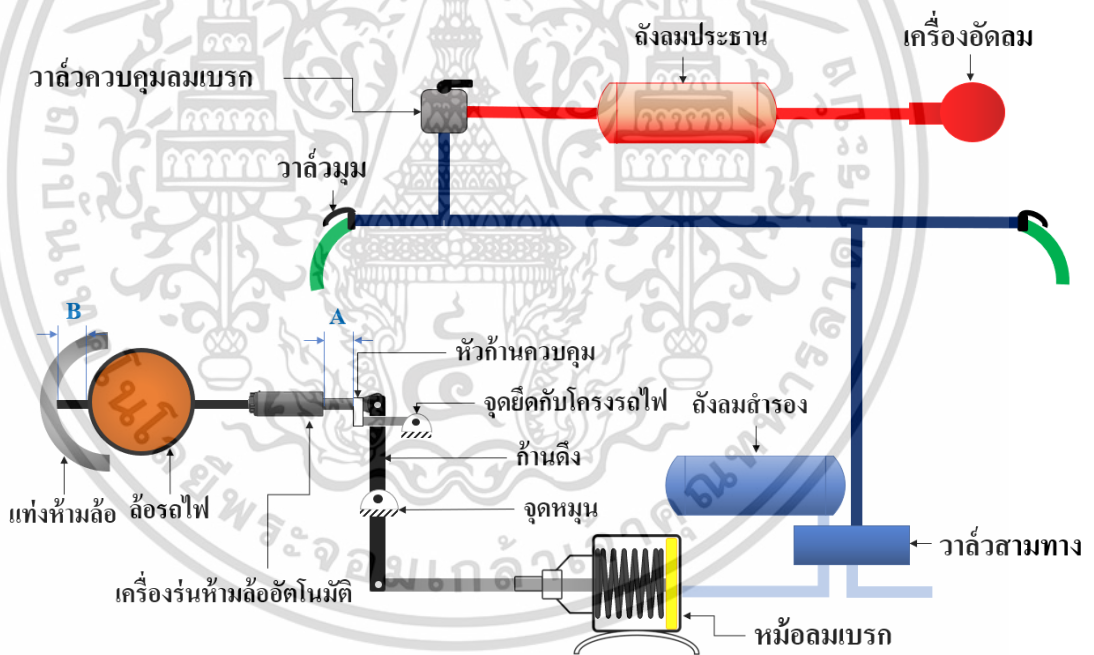 ถังลมประธาน
เครื่องอัดลม
วาล์วควบคุมลมเบรก
วาล์วมุม
B
A
หัวก้านควบคุม
จุดยึดกับโครงรถไฟ
ถังลมสำรอง
ก้านดึง
แท่งห้ามล้อ
ล้อรถไฟ
จุดหมุน
วาล์วสามทาง
เครื่องร่นห้ามล้ออัตโนมัติ
หม้อลมเบรก